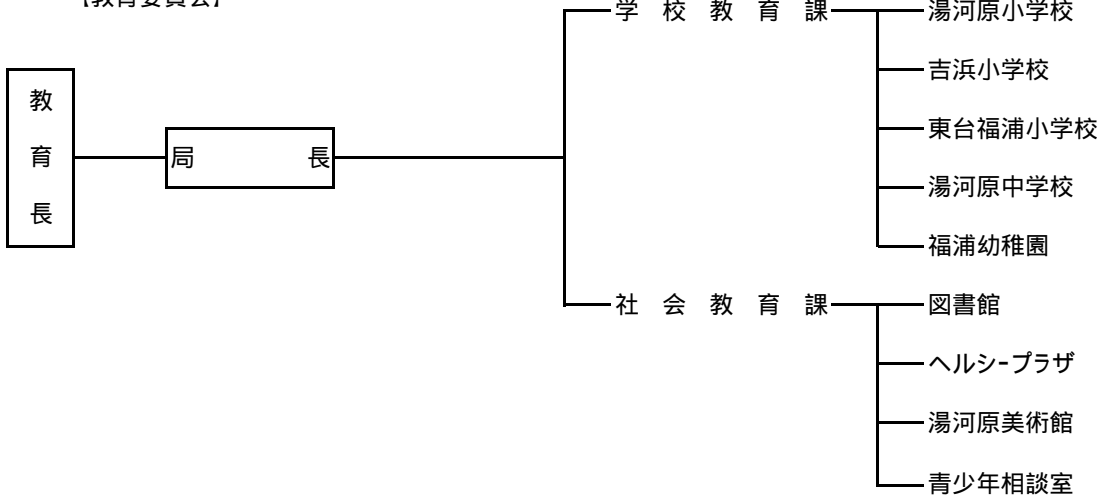 【教育委員会】
学校教育課
湯河原小学校
吉浜小学校
教育長
東台福浦小学校
局長
湯河原中学校
福浦幼稚園
社会教育課
図書館
ヘルシープラザ
湯河原美術館
青少年相談室